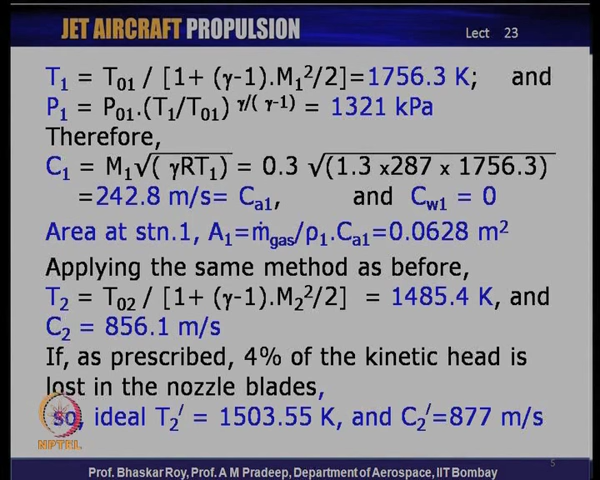 JET AIRCRAFT PROPULSION Lect 23
T₁ = T₀₁ / [1+ (γ-1).M₁²/2]=1756.3 K; and
P₁ = P₀₁.(T₁/T₀₁) ^γ/( γ-1) = 1321 kPa
Therefore,
C₁ = M₁√( γRT₁) = 0.3 √(1.3 x287 x 1756.3)
=242.8 m/s= Cₐ₁, and C_w1 = 0
Area at stn.1, A₁=ṁ_gas/ρ₁.Cₐ₁=0.0628 m²
Applying the same method as before,
T₂ = T₀₂ / [1+ (γ-1).M₂²/2] = 1485.4 K, and
C₂ = 856.1 m/s
If, as prescribed, 4% of the kinetic head is
lost in the nozzle blades,
so, ideal T₂′ = 1503.55 K, and C₂′=877 m/s
NPTEL
5
Prof. Bhaskar Roy, Prof. A M Pradeep, Department of Aerospace, IIT Bombay